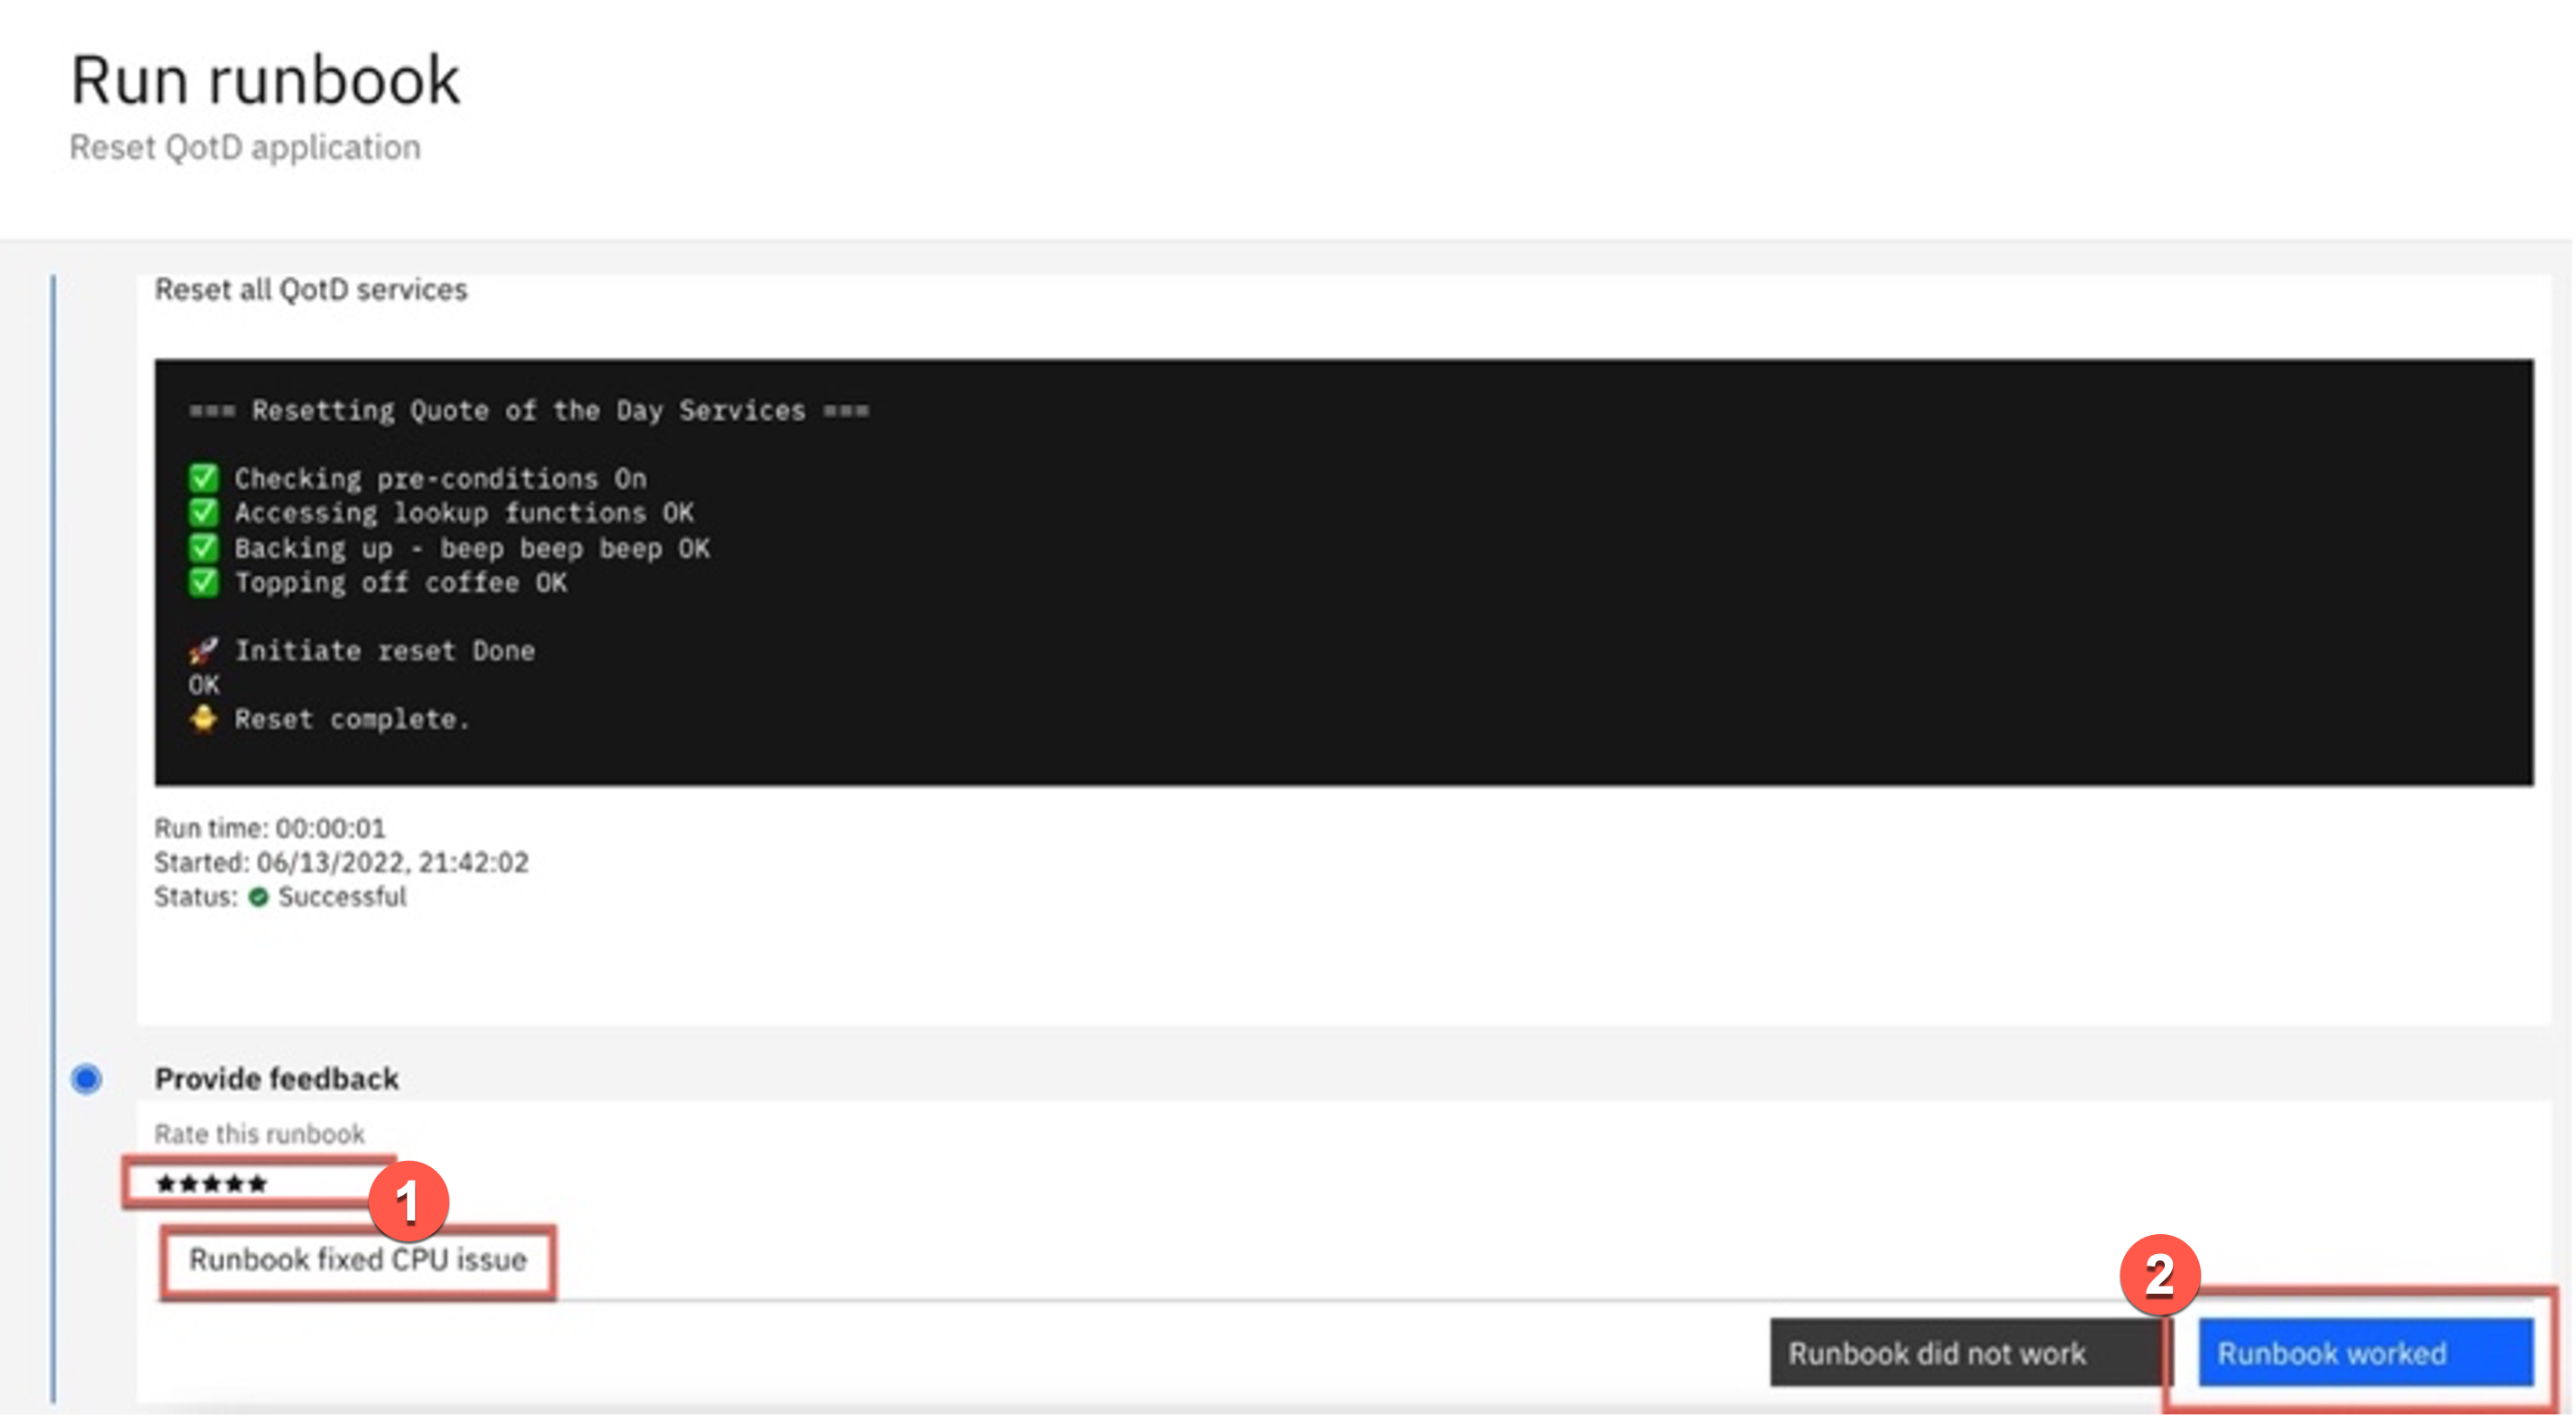 Run runbook
Reset QotD application
Reset all QotD services
=== Resetting Quote of the Day Services ===
✅ Checking pre-conditions On
✅ Accessing lookup functions OK
✅ Backing up - beep beep beep OK
✅ Topping off coffee OK
🚀 Initiate reset Done
OK
🐥 Reset complete.
Run time: 00:00:01
Started: 06/13/2022, 21:42:02
Status: Successful
Provide feedback
Rate this runbook
★★★★★
1
Runbook fixed CPU issue
2
Runbook did not work
Runbook worked